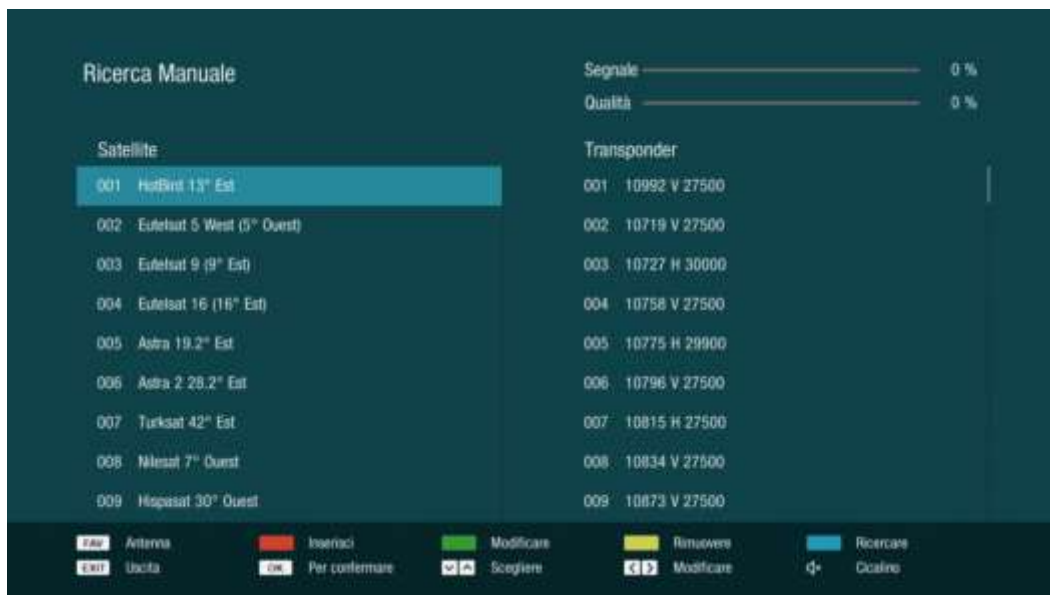 Ricerca Manuale
Segnale 0 %
Qualità 0 %
Satellite
001 HotBird 13° Est
002 Eutelsat 5 West (5° Ouest)
003 Eutelsat 9 (9° Est)
004 Eutelsat 16 (16° Est)
005 Astra 19.2° Est
006 Astra 2 28.2° Est
007 Turksat 42° Est
008 Nilesat 7° Ouest
009 Hispasat 30° Ouest
Transponder
001 10992 V 27500
002 10719 V 27500
003 10727 H 30000
004 10758 V 27500
005 10775 H 29900
006 10796 V 27500
007 10815 H 27500
008 10834 V 27500
009 10873 V 27500
FAV Antenna Inserisci Modificare Rimuovere Ricercare
EXIT Uscita OK Per confermare Scegliere Modificare Cicalino